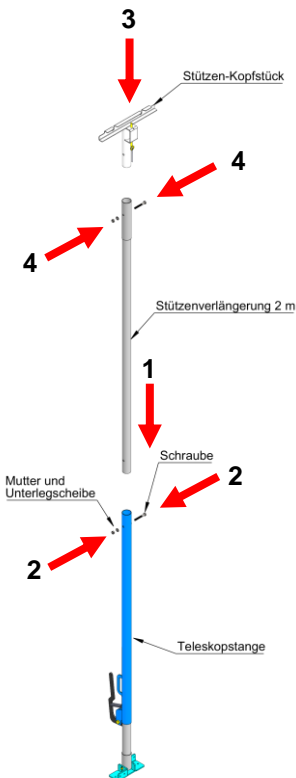 3
Stützen-Kopfstück
4
4
Stützenverlängerung 2 m
1
Schraube
2
Mutter und
Unterlegscheibe
2
Teleskopstange